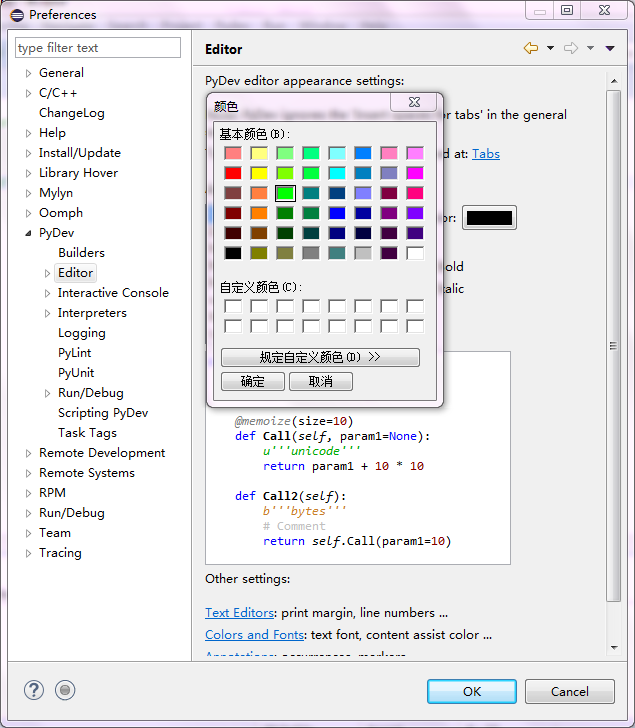 Preferences
type filter text
General
C/C++
ChangeLog
Help
Install/Update
Library Hover
Mylyn
Oomph
PyDev
Builders
Editor
Interactive Console
Interpreters
Logging
PyLint
PyUnit
Run/Debug
Scripting PyDev
Task Tags
Remote Development
Remote Systems
RPM
Run/Debug
Team
Tracing
Editor
PyDev editor appearance settings:
or tabs' in the general
d at: Tabs
or:
old
talic
颜色
基本颜色(B):
自定义颜色(C):
规定自定义颜色(D) >>
确定
取消
@memoize(size=10)
def Call(self, param1=None):
u'''unicode'''
return param1 + 10 * 10
def Call2(self):
b'''bytes'''
# Comment
return self.Call(param1=10)
Other settings:
Text Editors: print margin, line numbers ...
Colors and Fonts: text font, content assist color ...
?
OK
Cancel